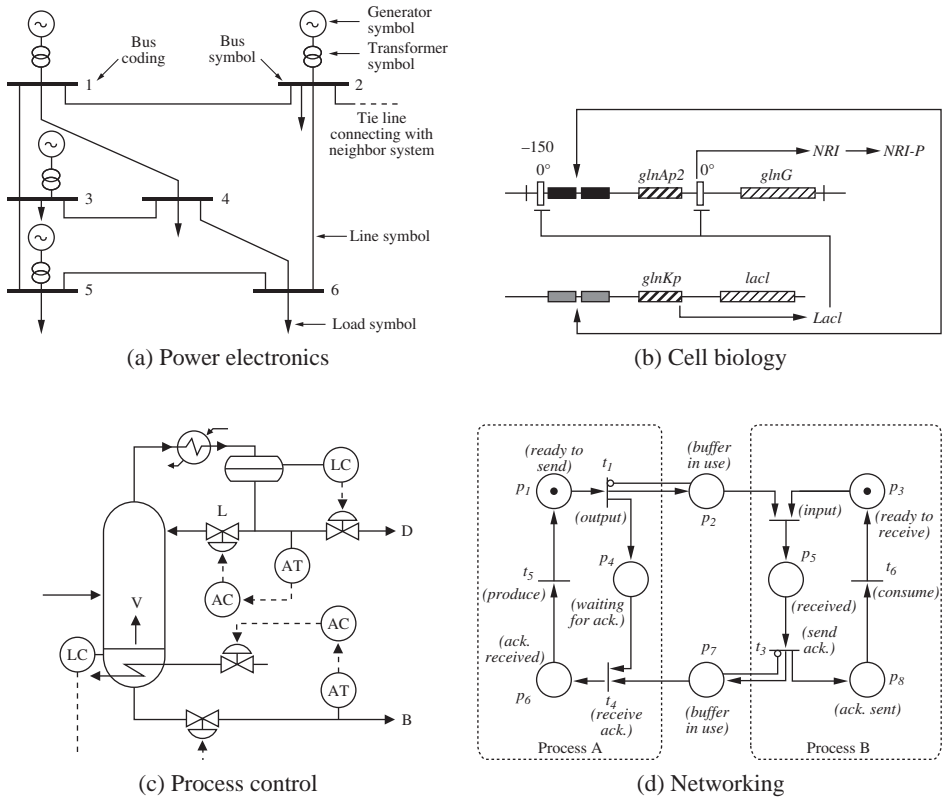 Generator
symbol
Transformer
symbol
Bus
coding
Bus
symbol
1
2
Tie line
connecting with
neighbor system
3
4
Line symbol
5
6
Load symbol
(a) Power electronics
−150
0°
glnAp2
0°
NRI
NRI-P
glnG
glnKp
lacl
Lacl
(b) Cell biology
LC
L
D
AT
AC
V
AC
LC
AT
B
(c) Process control
(ready to
send)
t1
(buffer
in use)
p1
p2
p3
(output)
(input)
(ready to
receive)
p4
p5
t5
(produce)
t6
(consume)
(waiting
for ack.)
(received)
(ack.
received)
(send
ack.)
p7
t3
p6
p8
t4
(receive
ack.)
(buffer
in use)
(ack. sent)
Process A
Process B
(d) Networking